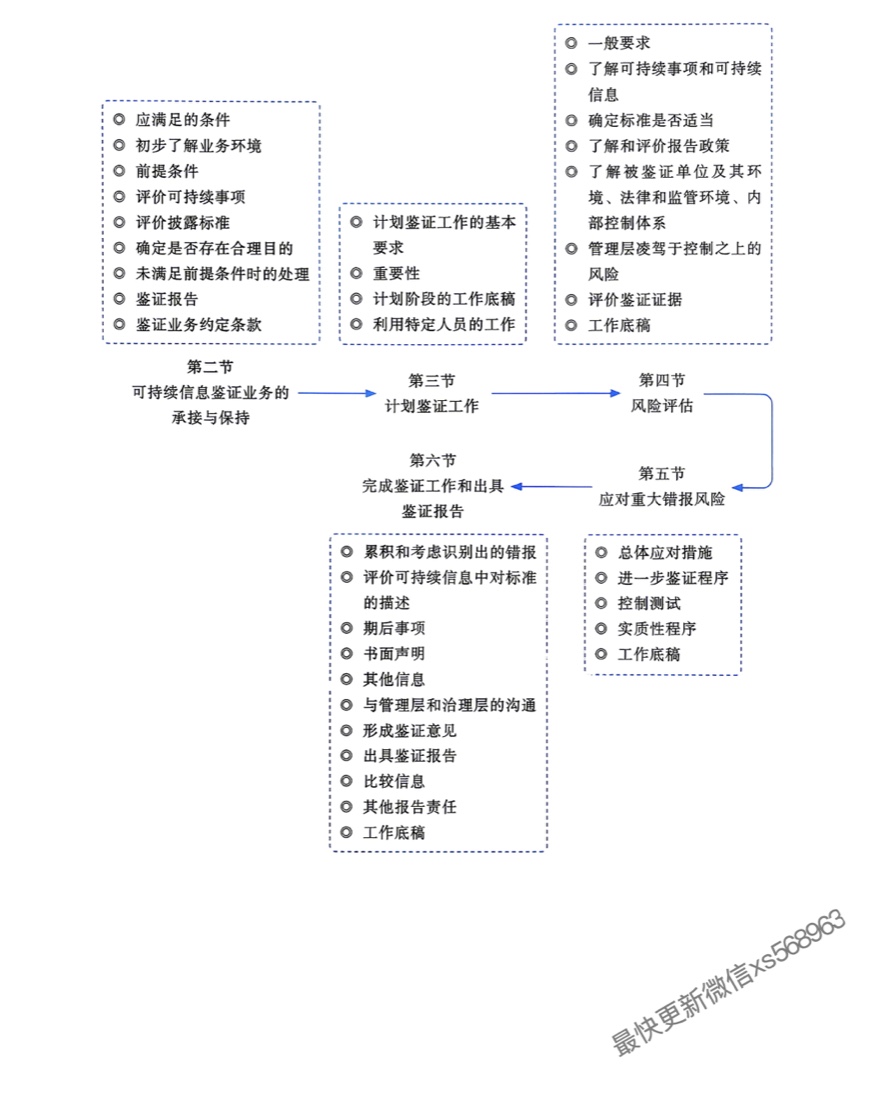 ◎ 应满足的条件
◎ 初步了解业务环境
◎ 前提条件
◎ 评价可持续事项
◎ 评价披露标准
◎ 确定是否存在合理目的
◎ 未满足前提条件时的处理
◎ 鉴证报告
◎ 鉴证业务约定条款
第二节
可持续信息鉴证业务的
承接与保持
◎ 计划鉴证工作的基本
要求
◎ 重要性
◎ 计划阶段的工作底稿
◎ 利用特定人员的工作
第三节
计划鉴证工作
◎ 一般要求
◎ 了解可持续事项和可持续
信息
◎ 确定标准是否适当
◎ 了解和评价报告政策
◎ 了解被鉴证单位及其环
境、法律和监管环境、内
部控制体系
◎ 管理层凌驾于控制之上的
风险
◎ 评价鉴证证据
◎ 工作底稿
第四节
风险评估
第五节
应对重大错报风险
◎ 总体应对措施
◎ 进一步鉴证程序
◎ 控制测试
◎ 实质性程序
◎ 工作底稿
第六节
完成鉴证工作和出具
鉴证报告
◎ 累积和考虑识别出的错报
◎ 评价可持续信息中对标准
的描述
◎ 期后事项
◎ 书面声明
◎ 其他信息
◎ 与管理层和治理层的沟通
◎ 形成鉴证意见
◎ 出具鉴证报告
◎ 比较信息
◎ 其他报告责任
◎ 工作底稿
最快更新微信xs568963